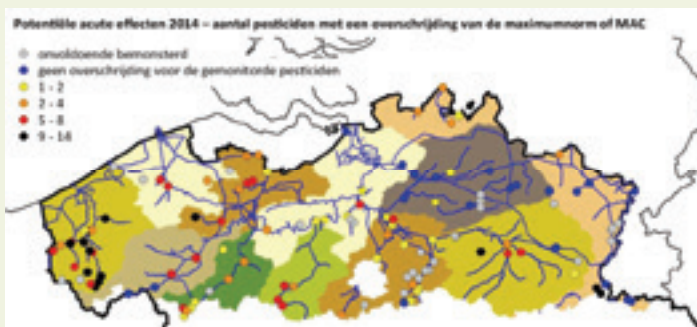 Potentiële acute effecten 2014 – aantal pesticiden met een overschrijding van de maximumnorm of MAC
onvoldoende bemonsterd
geen overschrijding voor de gemonitorde pesticiden
1 - 2
2 - 4
5 - 8
9 - 14